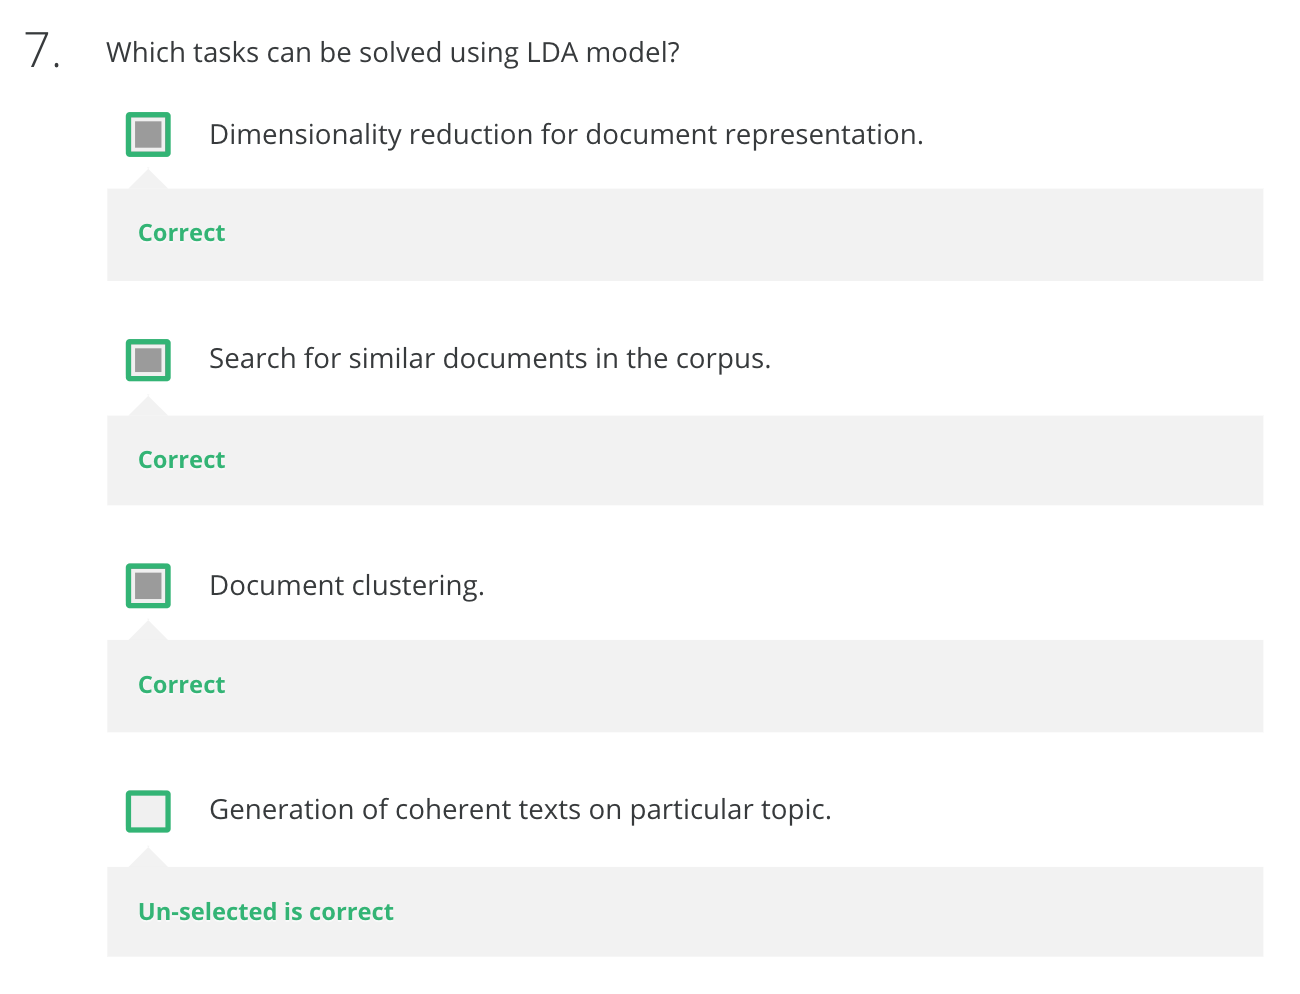 7. Which tasks can be solved using LDA model?
Dimensionality reduction for document representation.
Correct
Search for similar documents in the corpus.
Correct
Document clustering.
Correct
Generation of coherent texts on particular topic.
Un-selected is correct